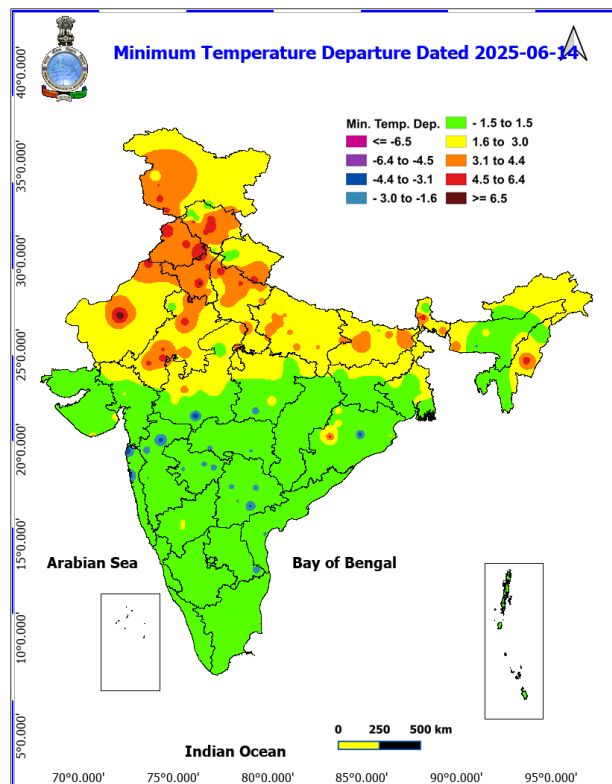 Minimum Temperature Departure Dated 2025-06-14
40°0.000'
35°0.000'
30°0.000'
25°0.000'
20°0.000'
15°0.000'
10°0.000'
5°0.000'
Min. Temp. Dep.
<= -6.5
-6.4 to -4.5
-4.4 to -3.1
- 3.0 to -1.6
- 1.5 to 1.5
1.6 to 3.0
3.1 to 4.4
4.5 to 6.4
>= 6.5
Arabian Sea
Bay of Bengal
Indian Ocean
0 250 500 km
70°0.000' 75°0.000' 80°0.000' 85°0.000' 90°0.000' 95°0.000'